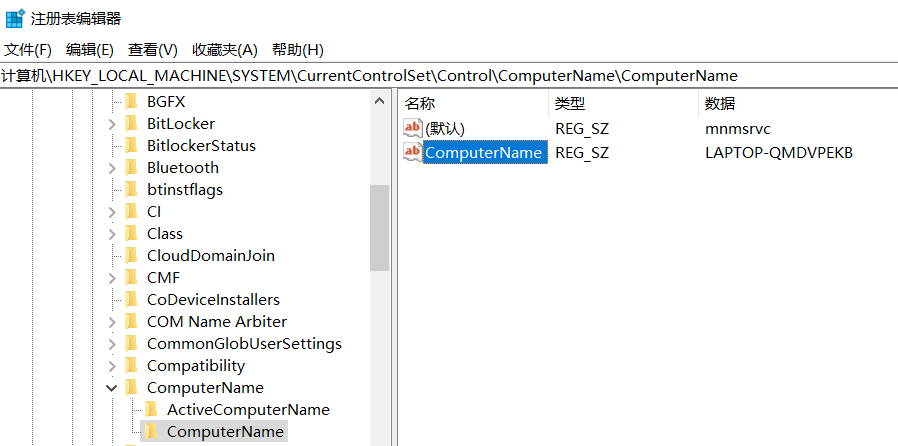 注册表编辑器
文件(F) 编辑(E) 查看(V) 收藏夹(A) 帮助(H)
计算机\HKEY_LOCAL_MACHINE\SYSTEM\CurrentControlSet\Control\ComputerName\ComputerName
BGFX
BitLocker
BitlockerStatus
Bluetooth
btinstflags
CI
Class
CloudDomainJoin
CMF
CoDeviceInstallers
COM Name Arbiter
CommonGlobUserSettings
Compatibility
ComputerName
ActiveComputerName
ComputerName
名称 类型 数据
ab (默认) REG_SZ mnmsrvc
ab ComputerName REG_SZ LAPTOP-QMDVPEKB